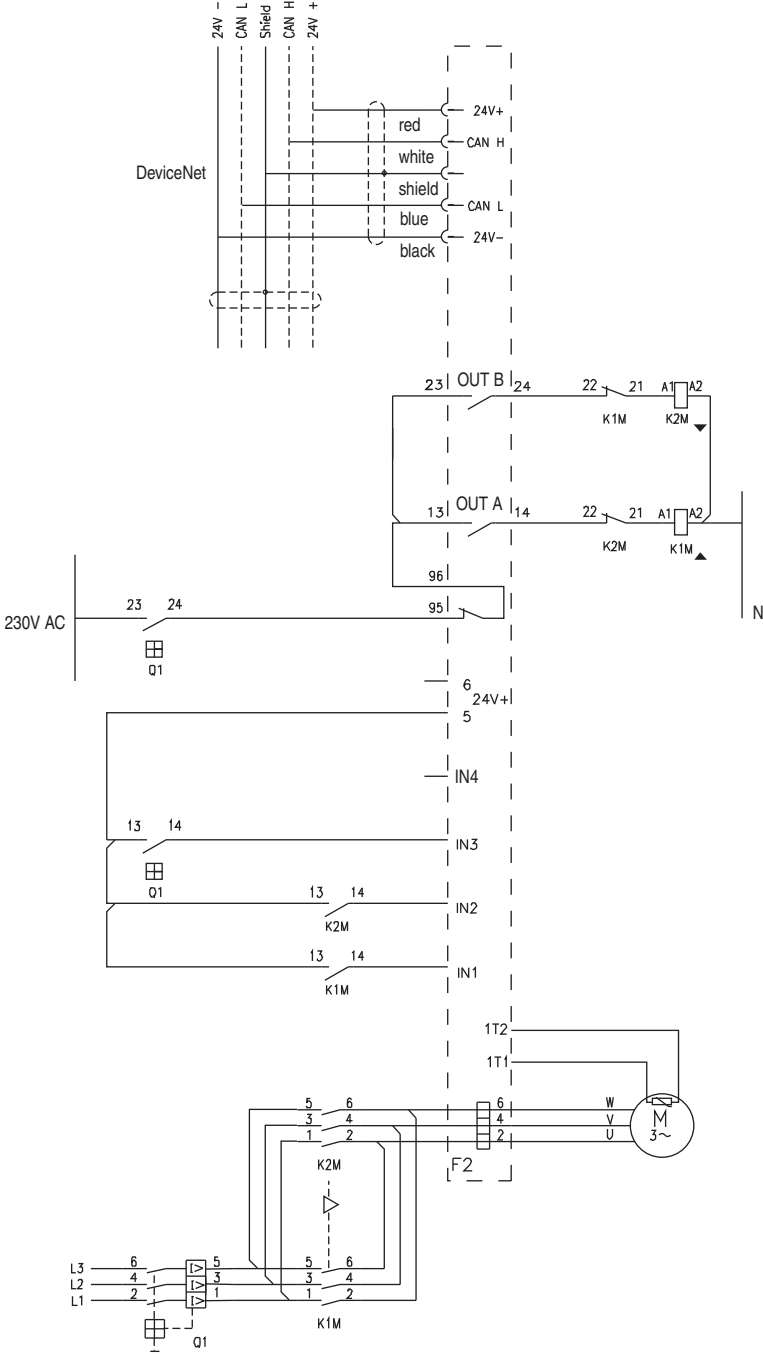 24V -
CAN L
Shield
CAN H
24V +
24V+
red
CAN H
white
DeviceNet
shield
CAN L
blue
24V-
black
23 OUT B 24 22 21 A1 A2
K1M K2M
13 OUT A 14 22 21 A1 A2
K2M K1M
96
23 24 95
230V AC N
Q1
6
24V+
5
IN4
13 14
IN3
Q1
13 14
IN2
K2M
13 14
IN1
K1M
1T2
1T1
5 6 6 W
3 4 4 V M
1 2 2 U 3~
K2M F2
L3 6 I> 5 5 6
L2 4 I> 3 3 4
L1 2 I> 1 1 2
K1M
Q1